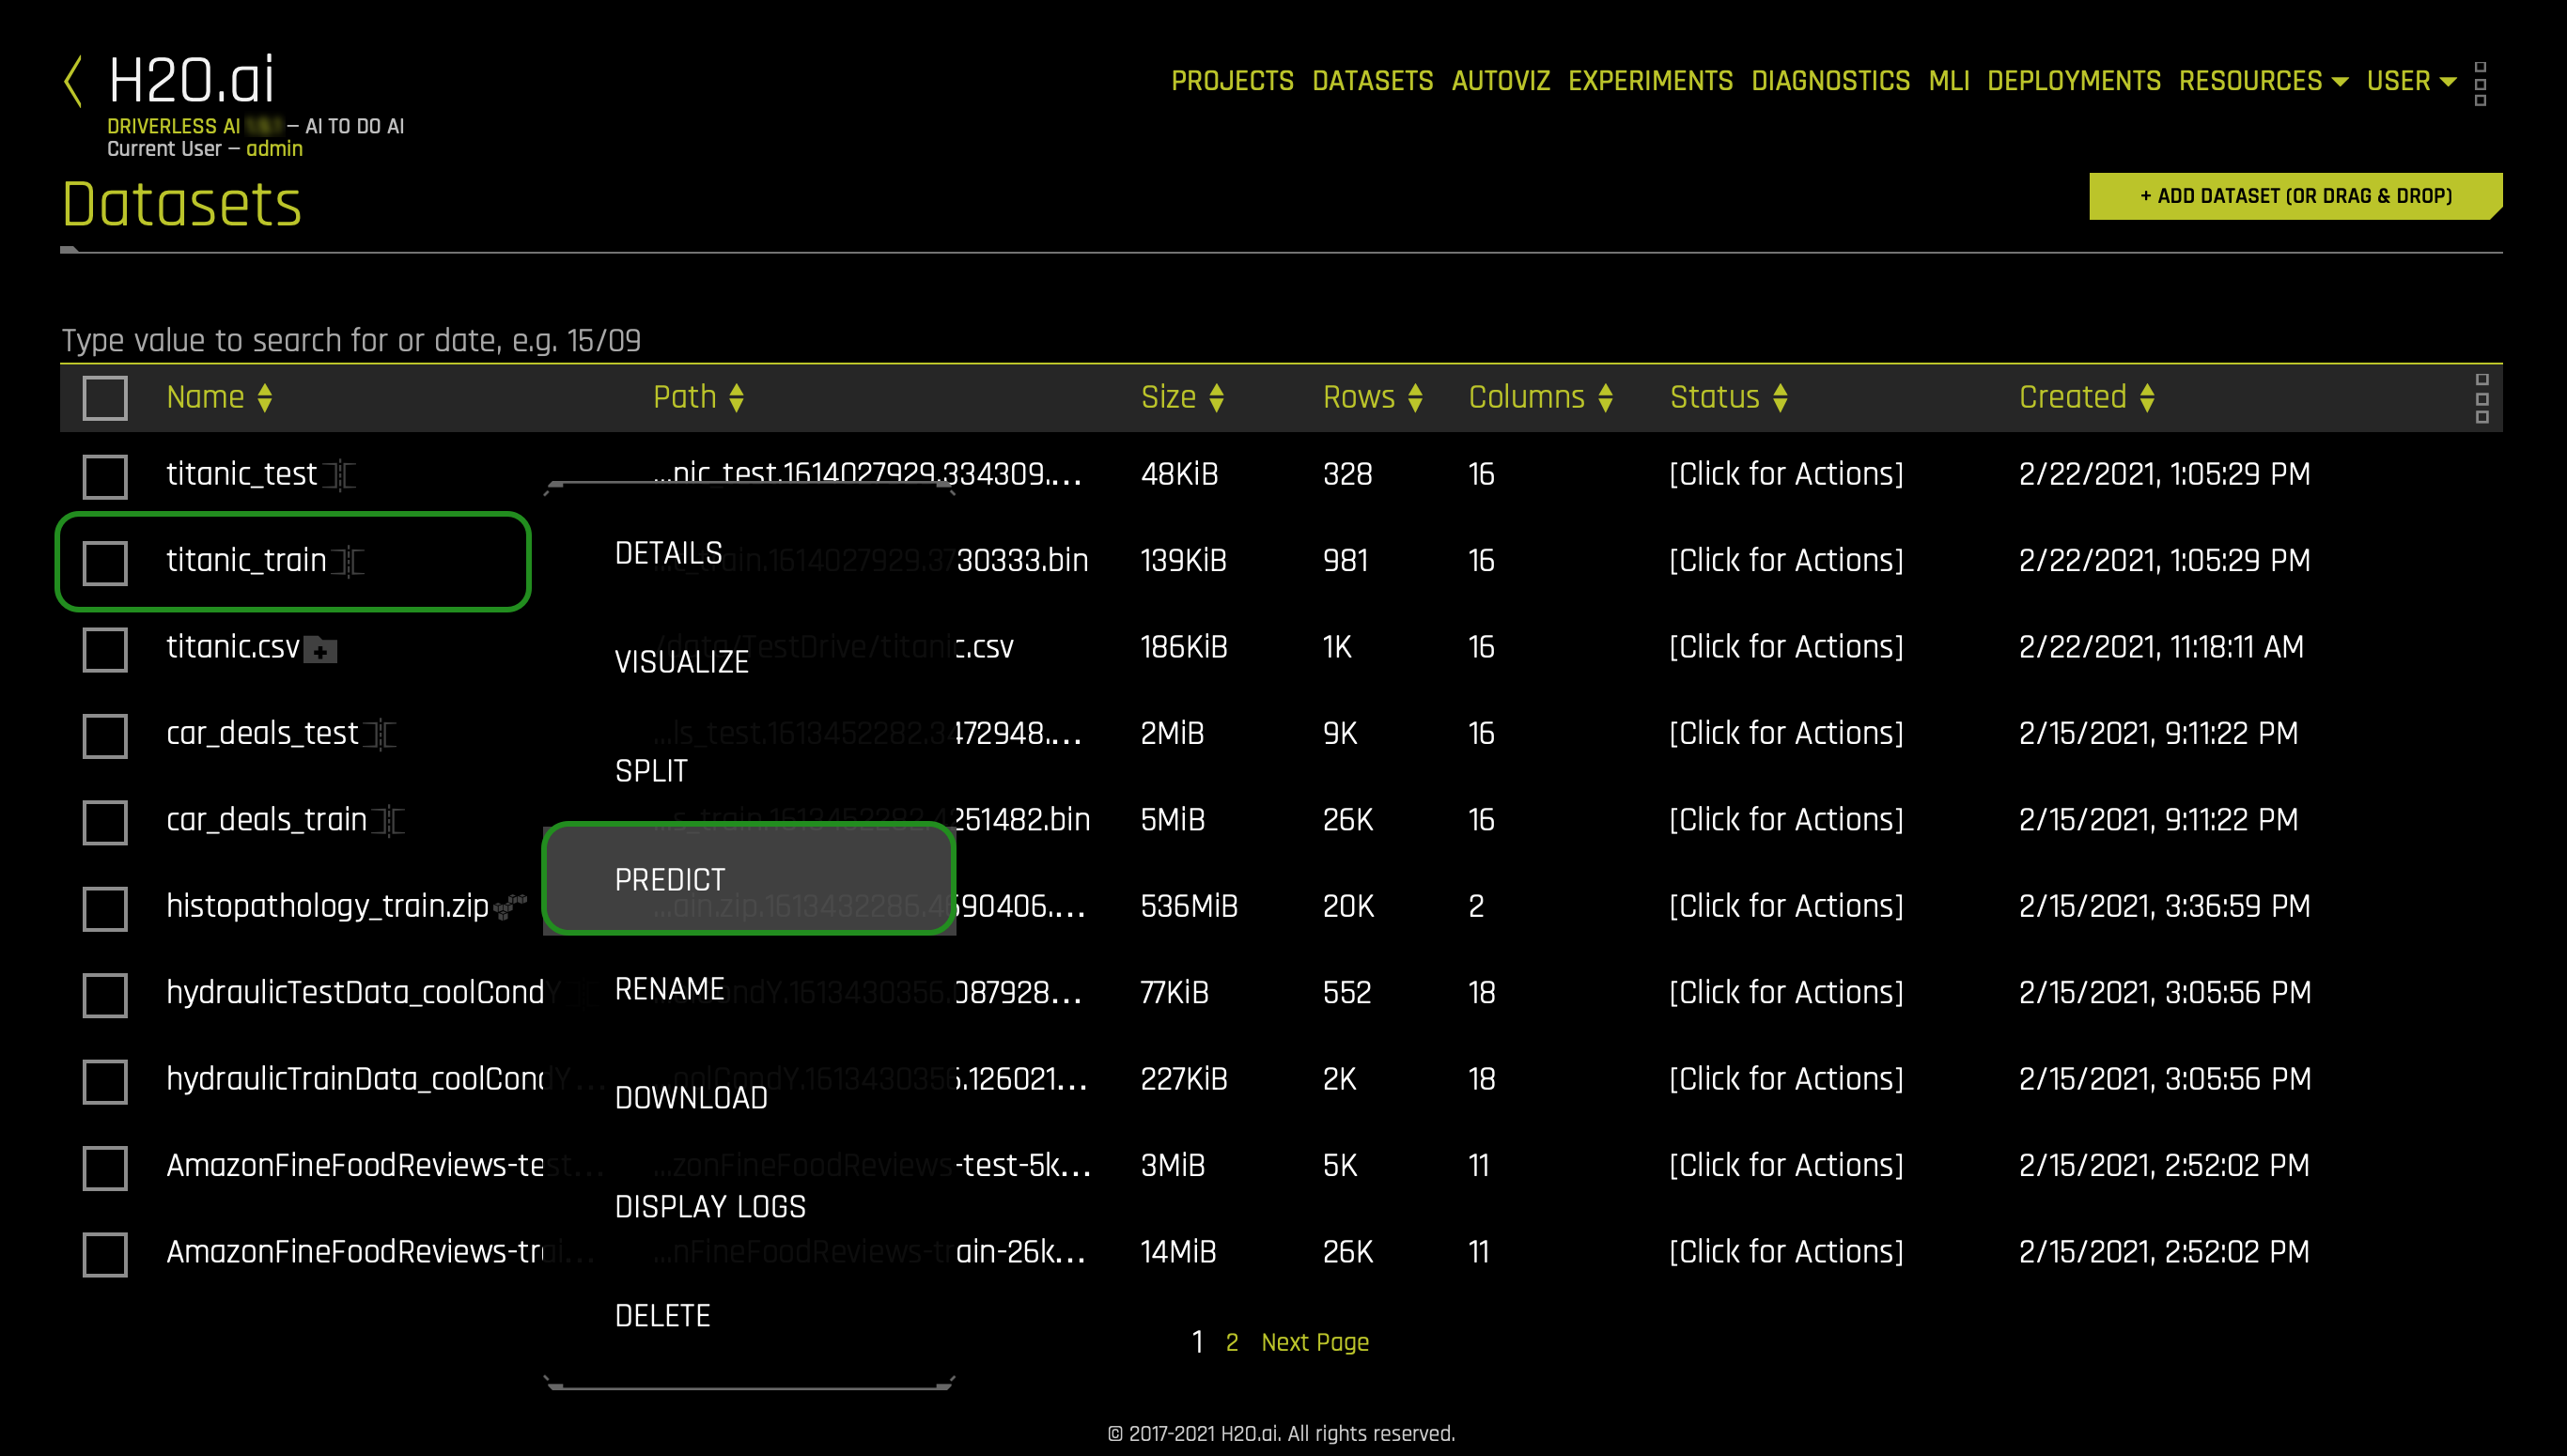 H2O.ai
PROJECTS DATASETS AUTOVIZ EXPERIMENTS DIAGNOSTICS MLI DEPLOYMENTS RESOURCES USER
DRIVERLESS AI — AI TO DO AI
Current User — admin
Datasets
+ ADD DATASET (OR DRAG & DROP)
Type value to search for or date, e.g. 15/09
Name Path Size Rows Columns Status Created
titanic_test ...nic_test.1614027929.334309.... 48KiB 328 16 [Click for Actions] 2/22/2021, 1:05:29 PM
DETAILS
titanic_train train.1614027929.3730333.bin 139KiB 981 16 [Click for Actions] 2/22/2021, 1:05:29 PM
titanic.csv /data/TestDrive/titanic.csv 186KiB 1K 16 [Click for Actions] 2/22/2021, 11:18:11 AM
VISUALIZE
car_deals_test ...ls_test.1613452282.3472948.... 2MiB 9K 16 [Click for Actions] 2/15/2021, 9:11:22 PM
SPLIT
car_deals_train ...s_train.1613452282.4251482.bin 5MiB 26K 16 [Click for Actions] 2/15/2021, 9:11:22 PM
PREDICT
histopathology_train.zip ...ain.zip.1613432286.4690406.... 536MiB 20K 2 [Click for Actions] 2/15/2021, 3:36:59 PM
RENAME
hydraulicTestData_coolCondY ondY.1613430356.087928... 77KiB 552 18 [Click for Actions] 2/15/2021, 3:05:56 PM
hydraulicTrainData_coolCondY... ...oolCondY.1613430356.126021... 227KiB 2K 18 [Click for Actions] 2/15/2021, 3:05:56 PM
DOWNLOAD
AmazonFineFoodReviews-test... ...zonFineFoodReviews-test-5k... 3MiB 5K 11 [Click for Actions] 2/15/2021, 2:52:02 PM
DISPLAY LOGS
AmazonFineFoodReviews-trai... ...nFineFoodReviews-train-26k... 14MiB 26K 11 [Click for Actions] 2/15/2021, 2:52:02 PM
DELETE
1 2 Next Page
© 2017-2021 H2O.ai. All rights reserved.